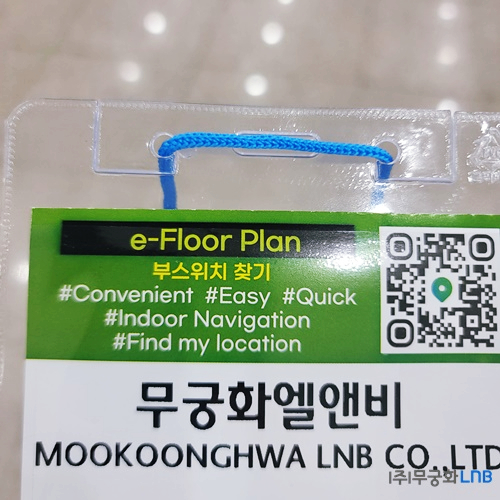 e-Floor Plan
부스위치 찾기
#Convenient #Easy #Quick
#Indoor Navigation
#Find my location
무궁화엘앤비
MOOKOONGHWA LNB CO.,LTD
(주)무궁화LNB